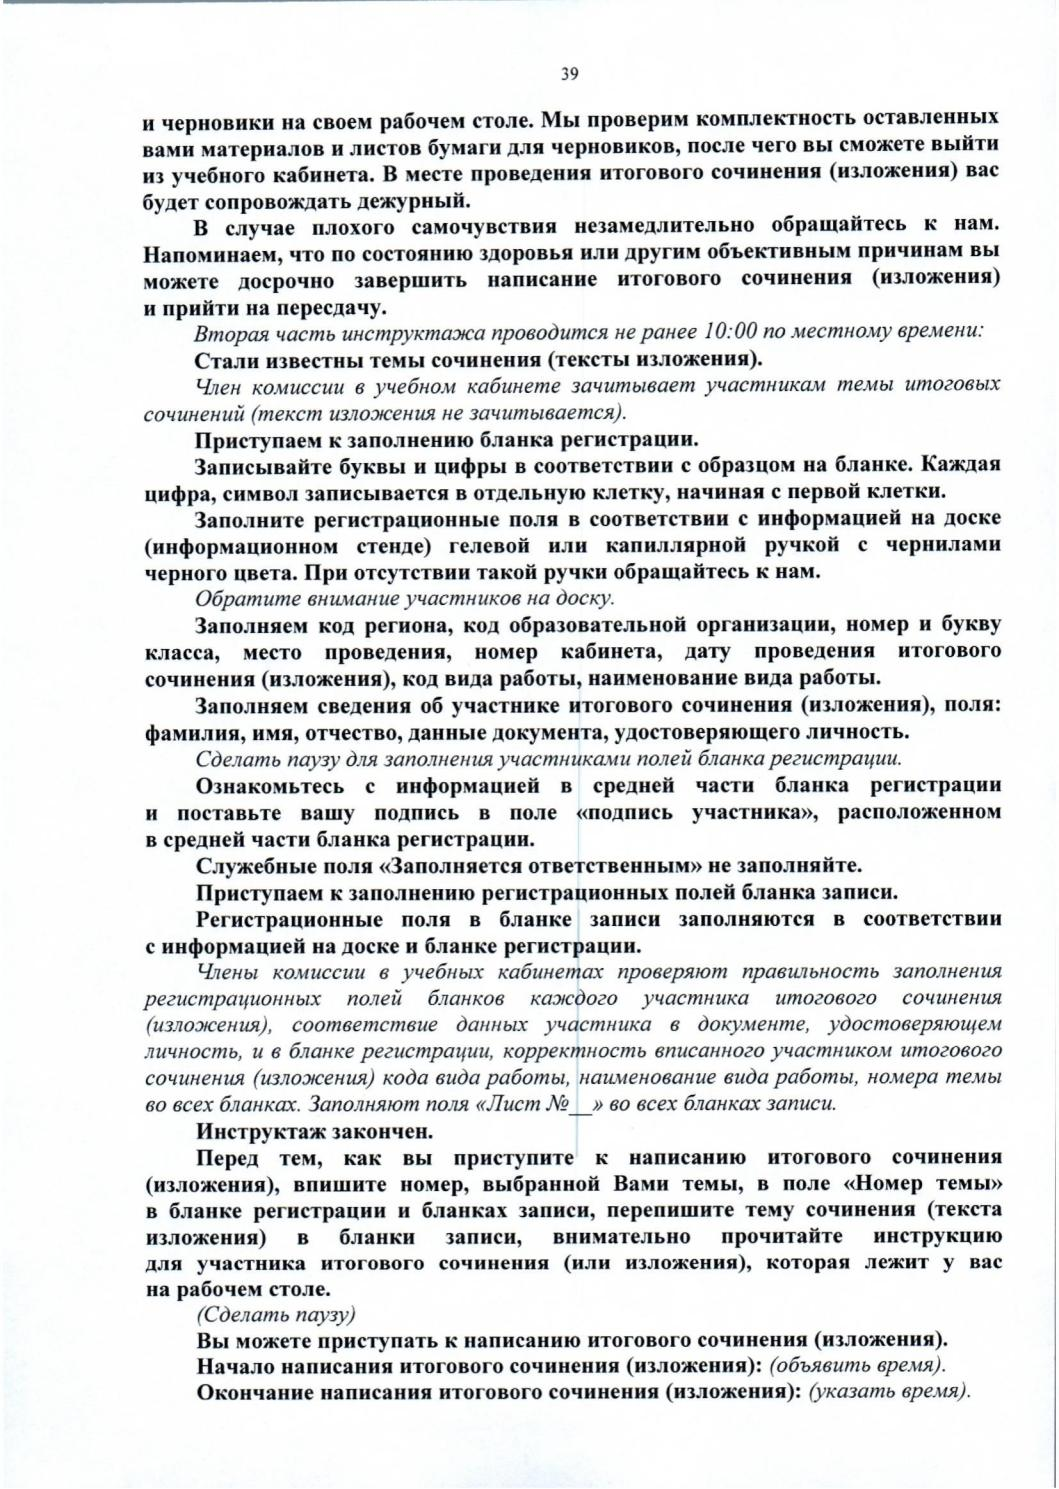 39
и черновики на своем рабочем столе. Мы проверим комплектность оставленных
вами материалов и листов бумаги для черновиков, после чего вы сможете выйти
из учебного кабинета. В месте проведения итогового сочинения (изложения) вас
будет сопровождать дежурный.
В случае плохого самочувствия незамедлительно обращайтесь к нам.
Напоминаем, что по состоянию здоровья или другим объективным причинам вы
можете досрочно завершить написание итогового сочинения (изложения)
и прийти на пересдачу.
Вторая часть инструктажа проводится не ранее 10:00 по местному времени:
Стали известны темы сочинения (тексты изложения).
Член комиссии в учебном кабинете зачитывает участникам темы итоговых
сочинений (текст изложения не зачитывается).
Приступаем к заполнению бланка регистрации.
Записывайте буквы и цифры в соответствии с образцом на бланке. Каждая
цифра, символ записывается в отдельную клетку, начиная с первой клетки.
Заполните регистрационные поля в соответствии с информацией на доске
(информационном стенде) гелевой или капиллярной ручкой с чернилами
черного цвета. При отсутствии такой ручки обращайтесь к нам.
Обратите внимание участников на доску.
Заполняем код региона, код образовательной организации, номер и букву
класса, место проведения, номер кабинета, дату проведения итогового
сочинения (изложения), код вида работы, наименование вида работы.
Заполняем сведения об участнике итогового сочинения (изложения), поля:
фамилия, имя, отчество, данные документа, удостоверяющего личность.
Сделать паузу для заполнения участниками полей бланка регистрации.
Ознакомьтесь с информацией в средней части бланка регистрации
и поставьте вашу подпись в поле «подпись участника», расположенном
в средней части бланка регистрации.
Служебные поля «Заполняется ответственным» не заполняйте.
Приступаем к заполнению регистрационных полей бланка записи.
Регистрационные поля в бланке записи заполняются в соответствии
с информацией на доске и бланке регистрации.
Члены комиссии в учебных кабинетах проверяют правильность заполнения
регистрационных полей бланков каждого участника итогового сочинения
(изложения), соответствие данных участника в документе, удостоверяющем
личность, и в бланке регистрации, корректность вписанного участником итогового
сочинения (изложения) кода вида работы, наименование вида работы, номера темы
во всех бланках. Заполняют поля «Лист №__» во всех бланках записи.
Инструктаж закончен.
Перед тем, как вы приступите к написанию итогового сочинения
(изложения), впишите номер, выбранной Вами темы, в поле «Номер темы»
в бланке регистрации и бланках записи, перепишите тему сочинения (текста
изложения) в бланки записи, внимательно прочитайте инструкцию
для участника итогового сочинения (или изложения), которая лежит у вас
на рабочем столе.
(Сделать паузу)
Вы можете приступать к написанию итогового сочинения (изложения).
Начало написания итогового сочинения (изложения): (объявить время).
Окончание написания итогового сочинения (изложения): (указать время).